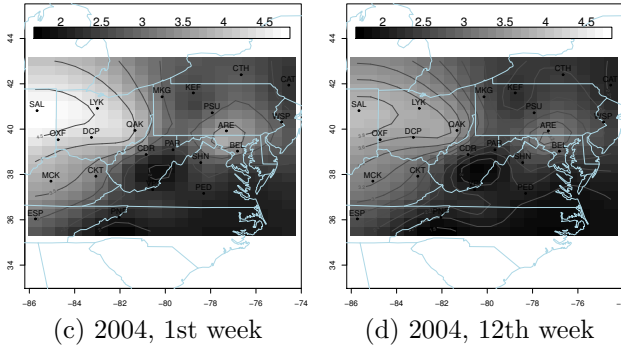 2 2.5 3 3.5 4 4.5
44
42
40
38
36
34
CTH
CAT
MKG
KEF
SAL
LYK
PSU
WSP
QAK
ARE
OXF
DCP
CDR
PAR
BEL
SHN
MCK
CKT
PED
ESP
−86 −84 −82 −80 −78 −76 −74
(c) 2004, 1st week
2 2.5 3 3.5 4 4.5
44
42
40
38
36
34
CTH
CAT
MKG
KEF
SAL
LYK
PSU
WSP
QAK
ARE
OXF
DCP
CDR
PAR
BEL
SHN
MCK
CKT
PED
ESP
−86 −84 −82 −80 −78 −76 −74
(d) 2004, 12th week